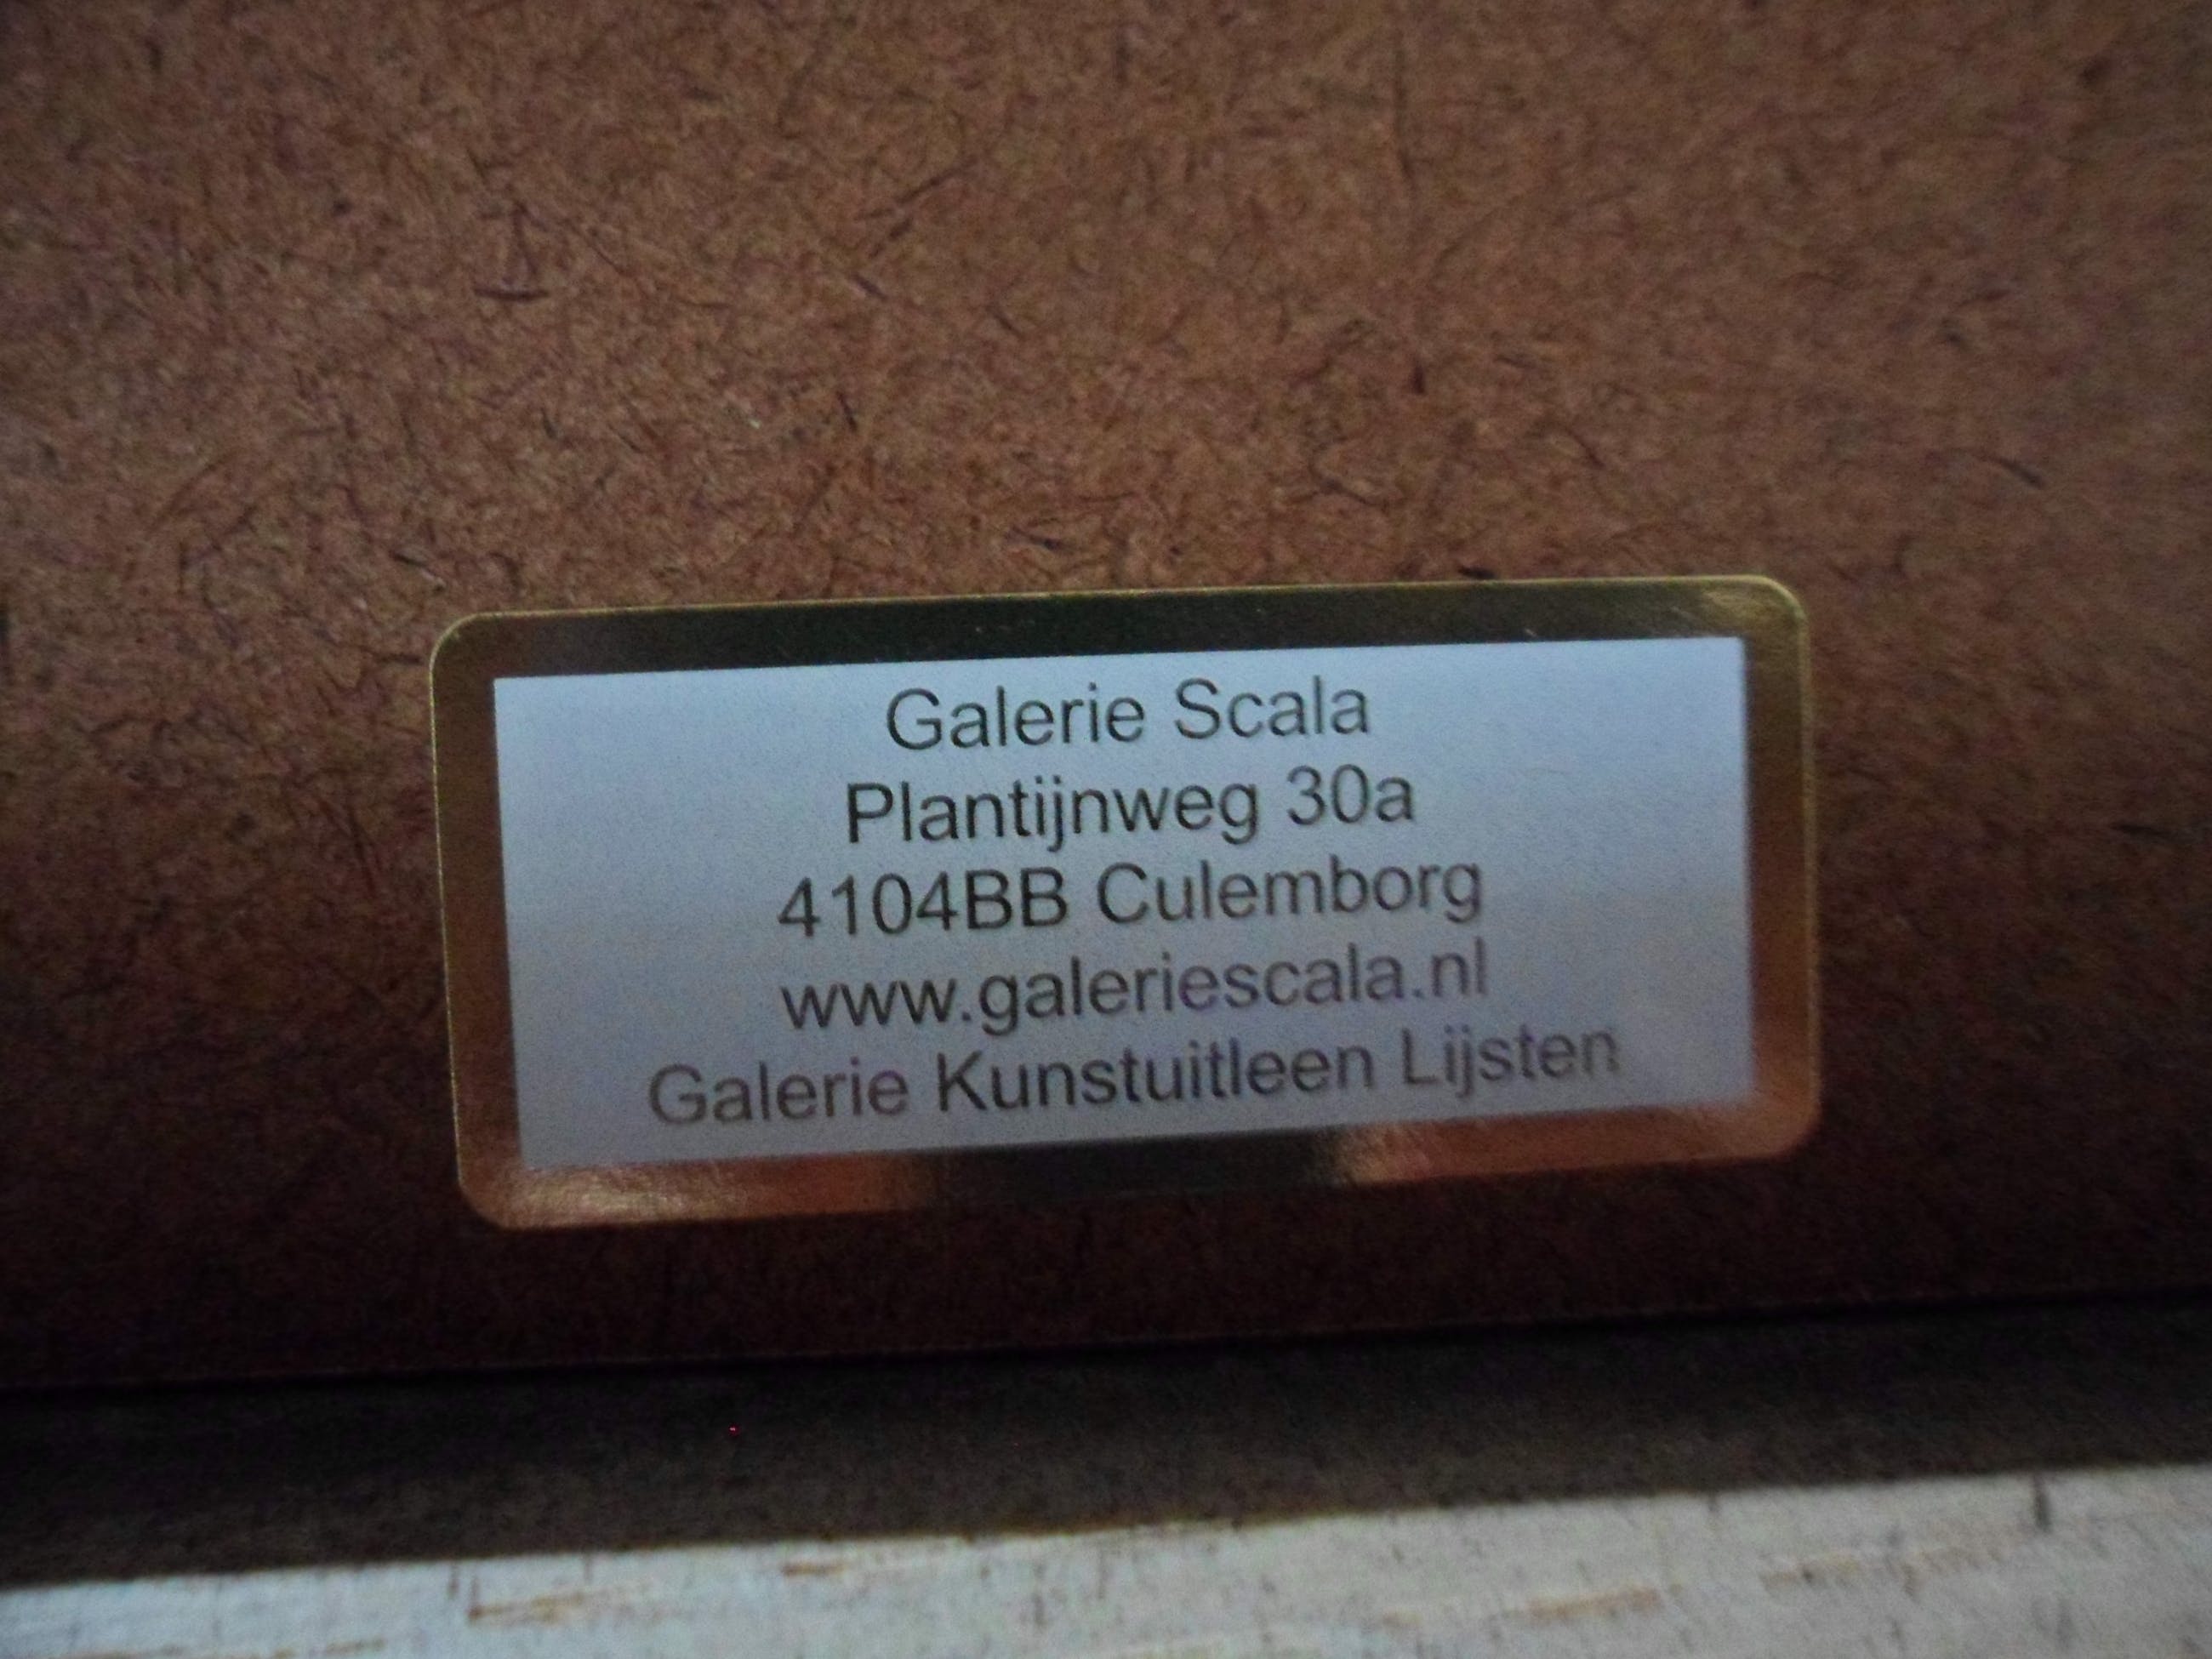 Galerie Scala
Plantijnweg 30a
4104BB Culemborg
www.galeriescala.nl
Galerie Kunstuitleen Lijsten